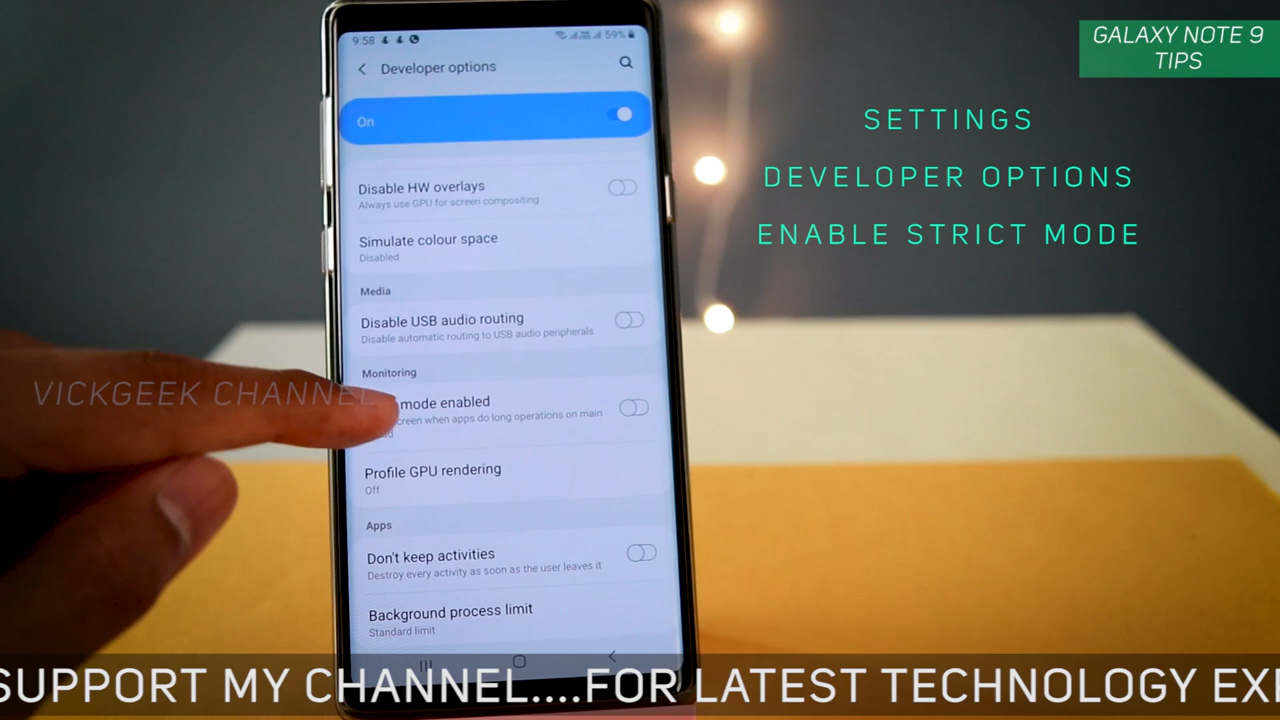 GALAXY NOTE 9
TIPS
SETTINGS
DEVELOPER OPTIONS
ENABLE STRICT MODE
9:58
59%
Developer options
On
Disable HW overlays
Always use GPU for screen compositing
Simulate colour space
Disabled
Media
Disable USB audio routing
Disable automatic routing to USB audio peripherals
Monitoring
mode enabled
screen when apps do long operations on main
Profile GPU rendering
Off
Apps
Don't keep activities
Destroy every activity as soon as the user leaves it
Background process limit
Standard limit
VICKGEEK CHANNEL
SUPPORT MY CHANNEL....FOR LATEST TECHNOLOGY